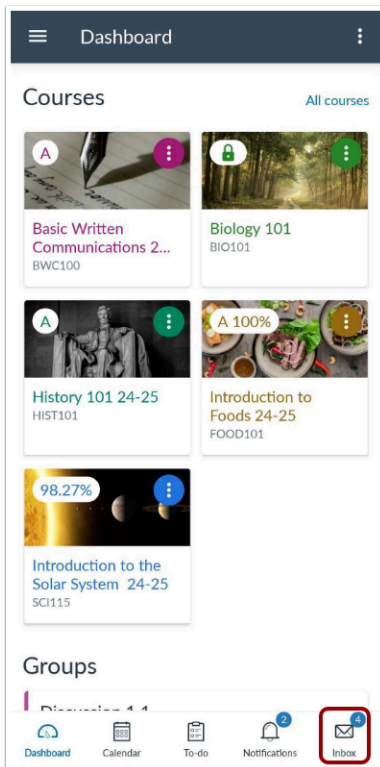 Dashboard
Courses
All courses
A
Basic Written
Communications 2...
BWC100
Biology 101
BIO101
A
History 101 24-25
HIST101
A 100%
Introduction to
Foods 24-25
FOOD101
98.27%
Introduction to the
Solar System 24-25
SCI115
Groups
Discussion 1.1
2
4
Dashboard
Calendar
To-do
Notifications
Inbox